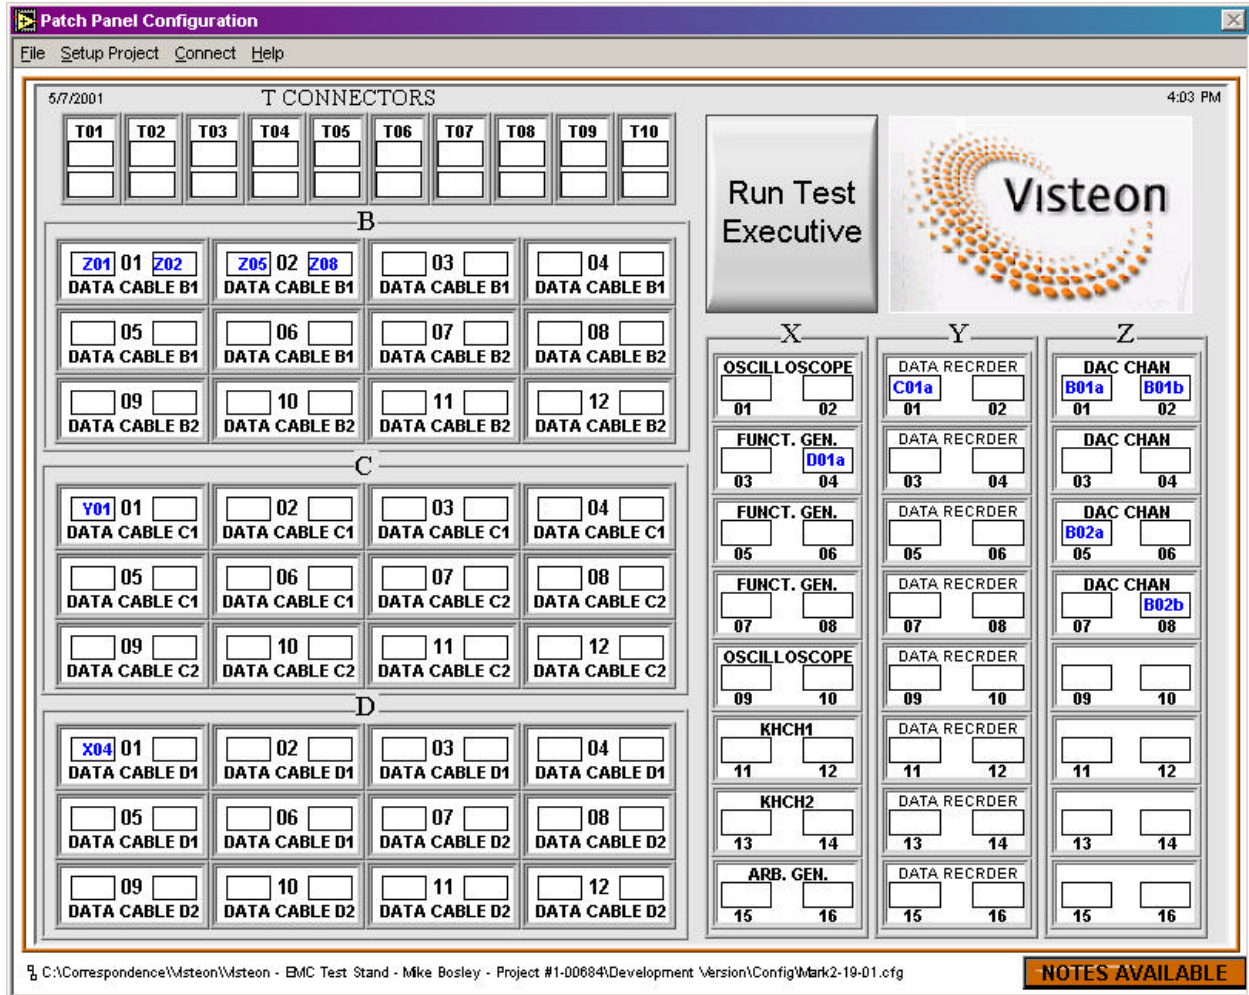 Patch Panel Configuration
File Setup Project Connect Help
5/7/2001 T CONNECTORS 4:03 PM
T01 T02 T03 T04 T05 T06 T07 T08 T09 T10
Run Test
Executive
Visteon
B
Z01 01 Z02 Z05 02 Z08 03 04
DATA CABLE B1 DATA CABLE B1 DATA CABLE B1 DATA CABLE B1
05 06 07 08
DATA CABLE B1 DATA CABLE B1 DATA CABLE B2 DATA CABLE B2
09 10 11 12
DATA CABLE B2 DATA CABLE B2 DATA CABLE B2 DATA CABLE B2
C
Y01 01 02 03 04
DATA CABLE C1 DATA CABLE C1 DATA CABLE C1 DATA CABLE C1
05 06 07 08
DATA CABLE C1 DATA CABLE C1 DATA CABLE C2 DATA CABLE C2
09 10 11 12
DATA CABLE C2 DATA CABLE C2 DATA CABLE C2 DATA CABLE C2
D
X04 01 02 03 04
DATA CABLE D1 DATA CABLE D1 DATA CABLE D1 DATA CABLE D1
05 06 07 08
DATA CABLE D1 DATA CABLE D1 DATA CABLE D2 DATA CABLE D2
09 10 11 12
DATA CABLE D2 DATA CABLE D2 DATA CABLE D2 DATA CABLE D2
X
OSCILLOSCOPE
01 02
FUNCT. GEN.
D01a
03 04
FUNCT. GEN.
05 06
FUNCT. GEN.
07 08
OSCILLOSCOPE
09 10
KHCH1
11 12
KHCH2
13 14
ARB. GEN.
15 16
Y
DATA RECRDER
C01a
01 02
DATA RECRDER
03 04
DATA RECRDER
05 06
DATA RECRDER
07 08
DATA RECRDER
09 10
DATA RECRDER
11 12
DATA RECRDER
13 14
DATA RECRDER
15 16
Z
DAC CHAN
B01a B01b
01 02
DAC CHAN
03 04
DAC CHAN
B02a
05 06
DAC CHAN
B02b
07 08
09 10
11 12
13 14
15 16
C:\Correspondence\Visteon\Visteon - EMC Test Stand - Mike Bosley - Project #1-00684\Development Version\Config\Mark2-19-01.cfg
NOTES AVAILABLE